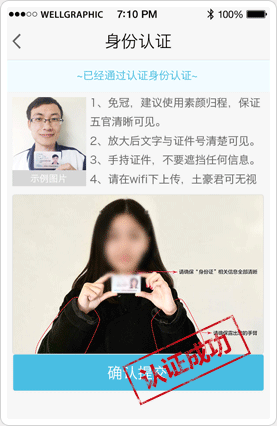 WELLGRAPHIC 7:10 PM 100%
身份认证
~已经通过认证身份认证~
1、免冠，建议使用素颜归程，保证
五官清晰可见。
2、放大后文字与证件号清楚可见。
3、手持证件，不要遮挡任何信息。
4、请在wifi下上传，土豪君可无视
示例图片
请确保“身份证”相关信息全部清晰
请确保露出您的手臂
确认提交
认证成功